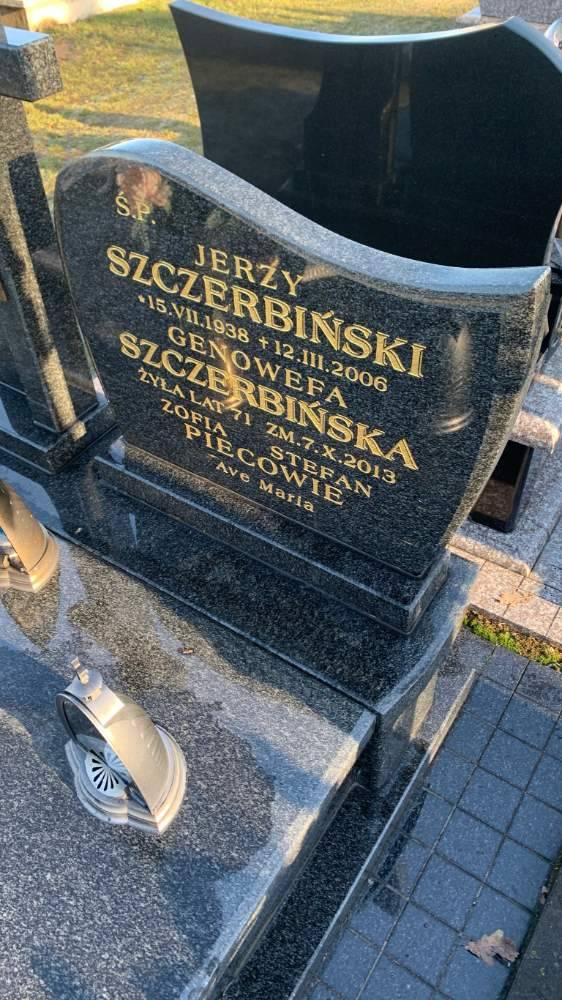 Ś.P.
JERZY
SZCZERBIŃSKI
*15.VII.1938 +12.III.2006
GENOWEFA
SZCZERBIŃSKA
ŻYŁA LAT 71 ZM.7.X.2013
ZOFIA STEFAN
PIĘCOWIE
Ave Maria